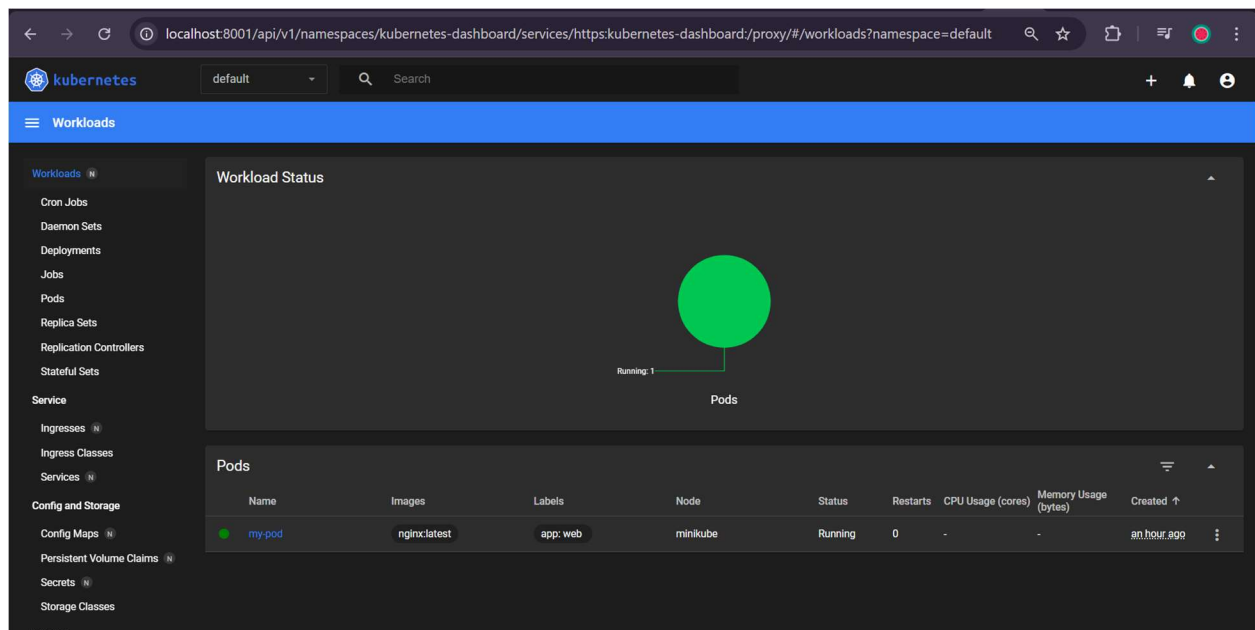 localhost:8001/api/v1/namespaces/kubernetes-dashboard/services/https:kubernetes-dashboard:/proxy/#/workloads?namespace=default
kubernetes
default
Search
Workloads
Workloads N
Cron Jobs
Daemon Sets
Deployments
Jobs
Pods
Replica Sets
Replication Controllers
Stateful Sets
Service
Ingresses N
Ingress Classes
Services N
Config and Storage
Config Maps N
Persistent Volume Claims N
Secrets N
Storage Classes
Workload Status
Running: 1
Pods
Pods
Name Images Labels Node Status Restarts CPU Usage (cores) Memory Usage (bytes) Created
my-pod nginx:latest app: web minikube Running 0 - - an hour ago